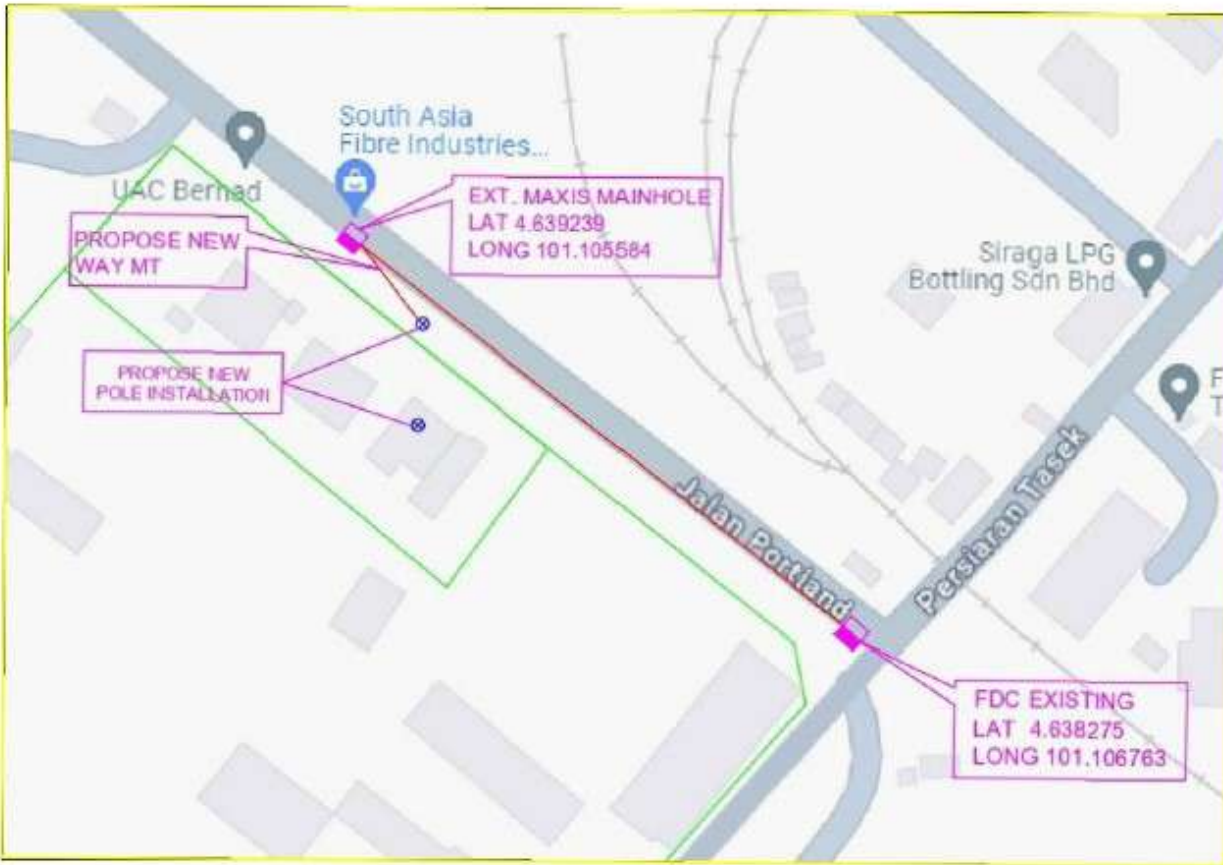 South Asia
Fibre Industries...
UAC Berhad
EXT. MAXIS MAINHOLE
LAT 4.639239
LONG 101.105584
PROPOSE NEW
WAY MT
Siraga LPG
Bottling Sdn Bhd
F
T
PROPOSE NEW
POLE INSTALLATION
Jalan Portland
Persiaran Tasek
FDC EXISTING
LAT 4.638275
LONG 101.106763